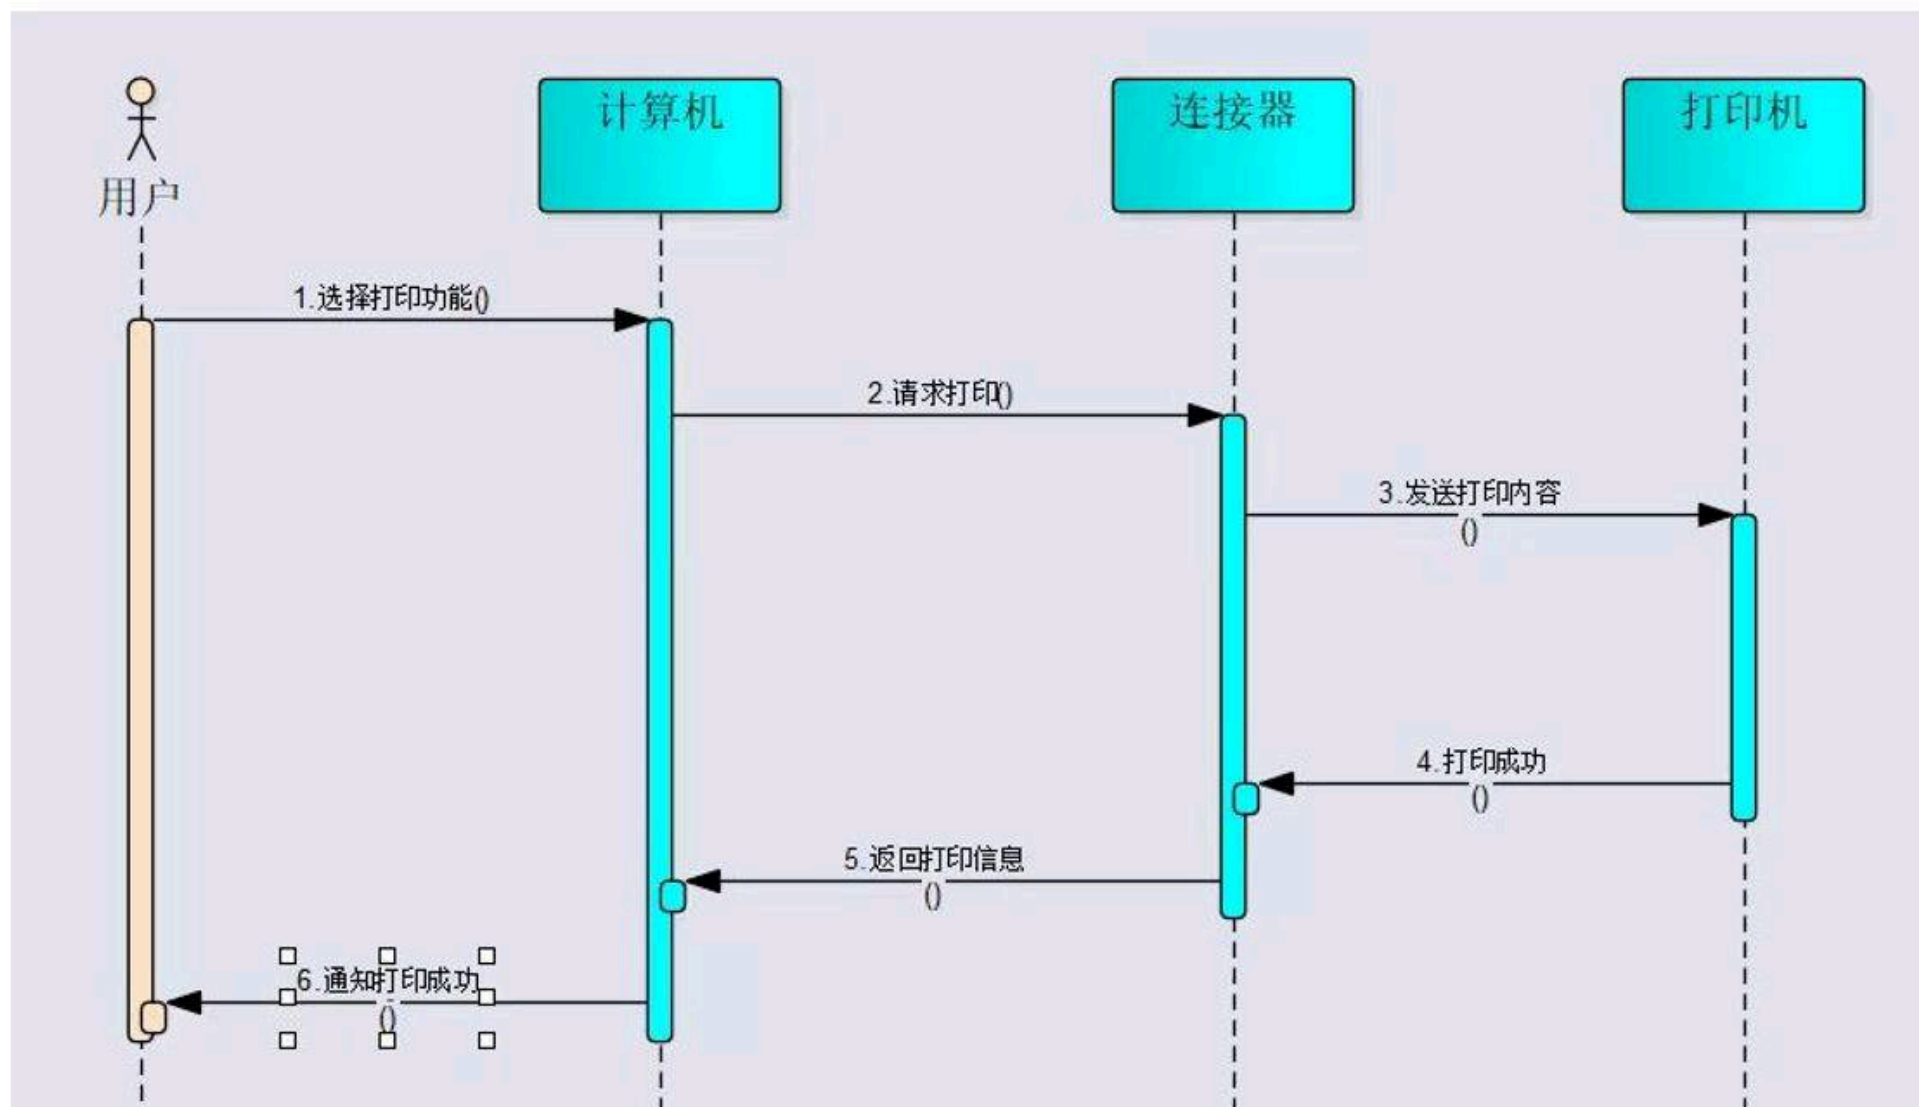 用户
计算机
连接器
打印机
1.选择打印功能()
2.请求打印()
3.发送打印内容
()
4.打印成功
()
5.返回打印信息
()
6.通知打印成功
()